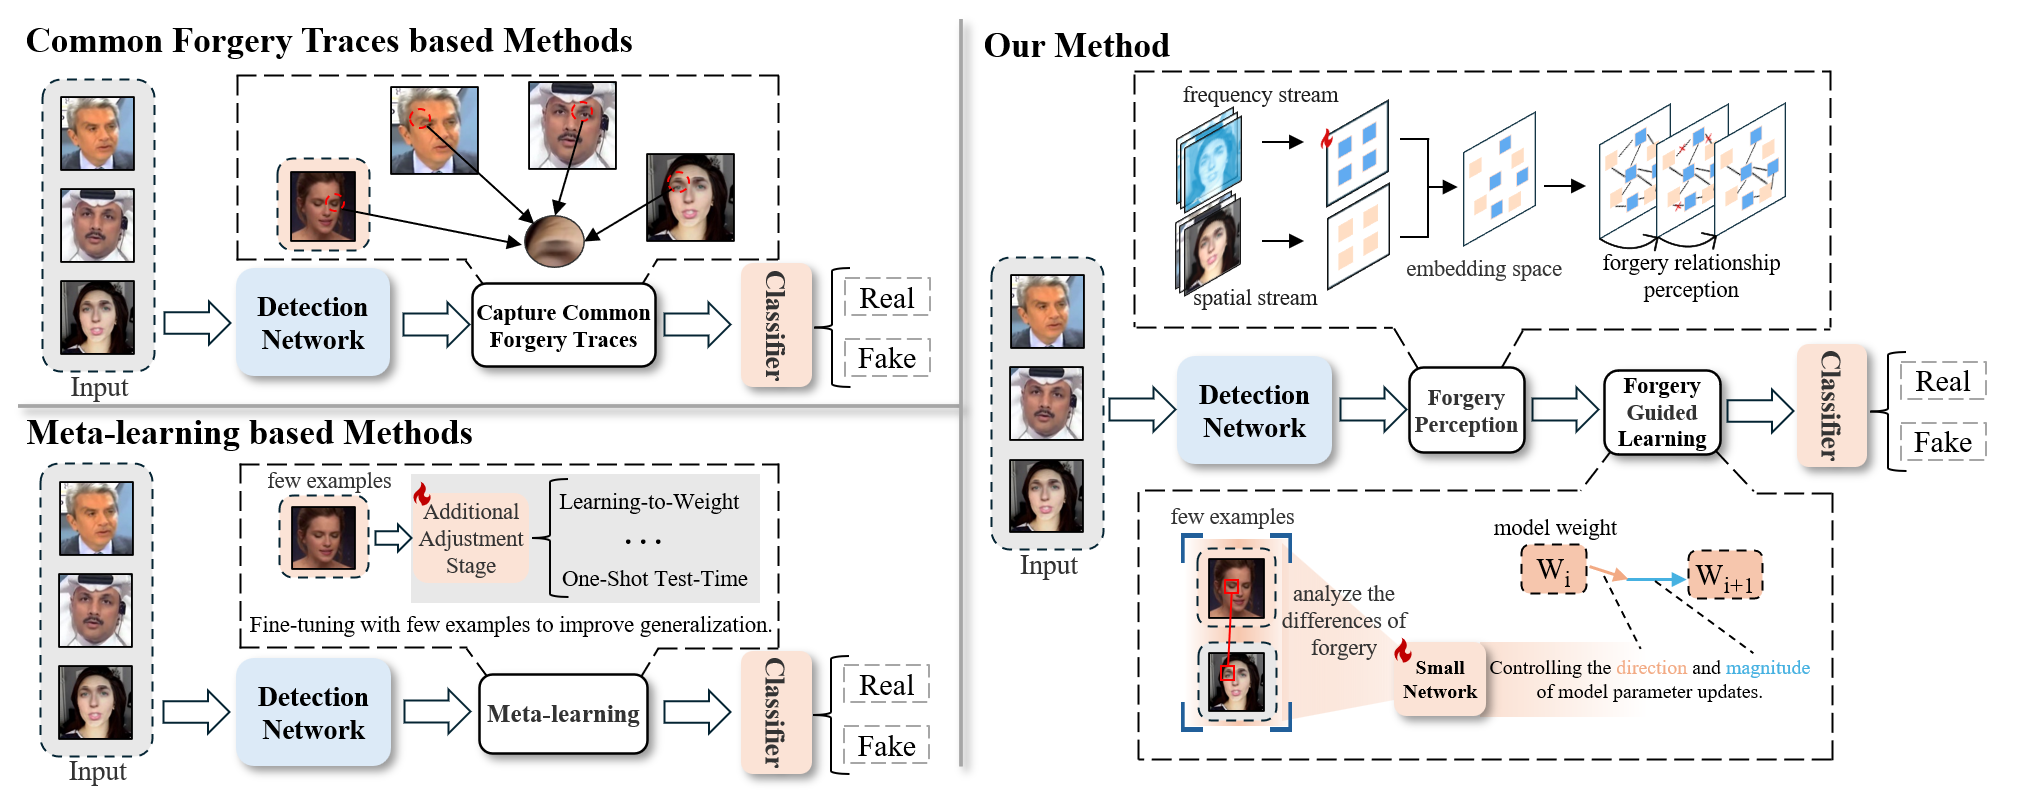 Common Forgery Traces based Methods
Input
Detection
Network
Capture Common
Forgery Traces
Classifier
Real
Fake
Meta-learning based Methods
few examples
Additional
Adjustment
Stage
Learning-to-Weight
...
One-Shot Test-Time
Fine-tuning with few examples to improve generalization.
Input
Detection
Network
Meta-learning
Classifier
Real
Fake
Our Method
frequency stream
spatial stream
embedding space
forgery relationship
perception
Input
Detection
Network
Forgery
Perception
Forgery
Guided
Learning
Classifier
Real
Fake
few examples
analyze the
differences of
forgery
Small
Network
model weight
Wi
Wi+1
Controlling the direction and magnitude
of model parameter updates.